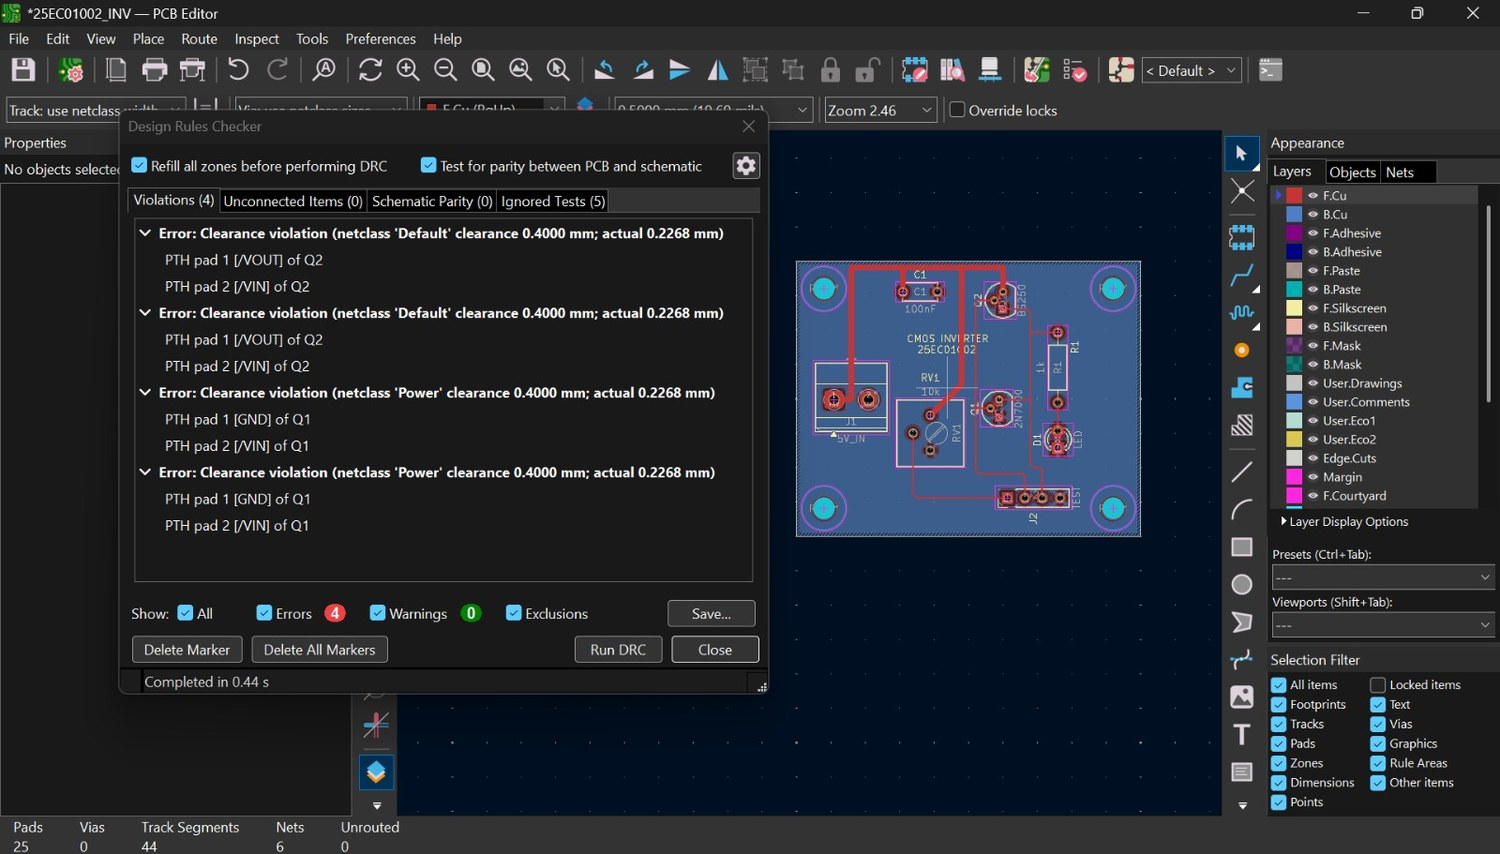 *25EC01002_INV — PCB Editor
File Edit View Place Route Inspect Tools Preferences Help
< Default >
Track: use netclass width
Zoom 2.46
Override locks
Properties
No objects selected
Design Rules Checker
Refill all zones before performing DRC
Test for parity between PCB and schematic
Violations (4) Unconnected Items (0) Schematic Parity (0) Ignored Tests (5)
Error: Clearance violation (netclass 'Default' clearance 0.4000 mm; actual 0.2268 mm)
PTH pad 1 [/VOUT] of Q2
PTH pad 2 [/VIN] of Q2
Error: Clearance violation (netclass 'Default' clearance 0.4000 mm; actual 0.2268 mm)
PTH pad 1 [/VOUT] of Q2
PTH pad 2 [/VIN] of Q2
Error: Clearance violation (netclass 'Power' clearance 0.4000 mm; actual 0.2268 mm)
PTH pad 1 [GND] of Q1
PTH pad 2 [/VIN] of Q1
Error: Clearance violation (netclass 'Power' clearance 0.4000 mm; actual 0.2268 mm)
PTH pad 1 [GND] of Q1
PTH pad 2 [/VIN] of Q1
Show: All Errors 4 Warnings 0 Exclusions
Save...
Delete Marker Delete All Markers Run DRC Close
Completed in 0.44 s
C1
C1
100nF
Q2
BS250
CMOS INVERTER
25EC01002
R1
1k
R1
RV1
10k
RV1
Q1
2N7000
J1
5V_IN
D1
LED
J2
TEST
Appearance
Layers Objects Nets
F.Cu
B.Cu
F.Adhesive
B.Adhesive
F.Paste
B.Paste
F.Silkscreen
B.Silkscreen
F.Mask
B.Mask
User.Drawings
User.Comments
User.Eco1
User.Eco2
Edge.Cuts
Margin
F.Courtyard
Layer Display Options
Presets (Ctrl+Tab):
---
Viewports (Shift+Tab):
---
Selection Filter
All items Locked items
Footprints Text
Tracks Vias
Pads Graphics
Zones Rule Areas
Dimensions Other items
Points
Pads Vias Track Segments Nets Unrouted
25 0 44 6 0